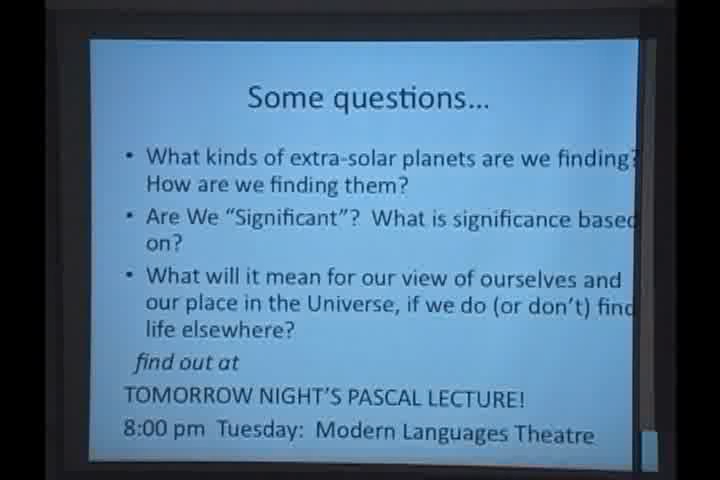 Some questions...
• What kinds of extra-solar planets are we finding?
How are we finding them?
• Are We “Significant”? What is significance based
on?
• What will it mean for our view of ourselves and
our place in the Universe, if we do (or don’t) find
life elsewhere?
find out at
TOMORROW NIGHT’S PASCAL LECTURE!
8:00 pm Tuesday: Modern Languages Theatre